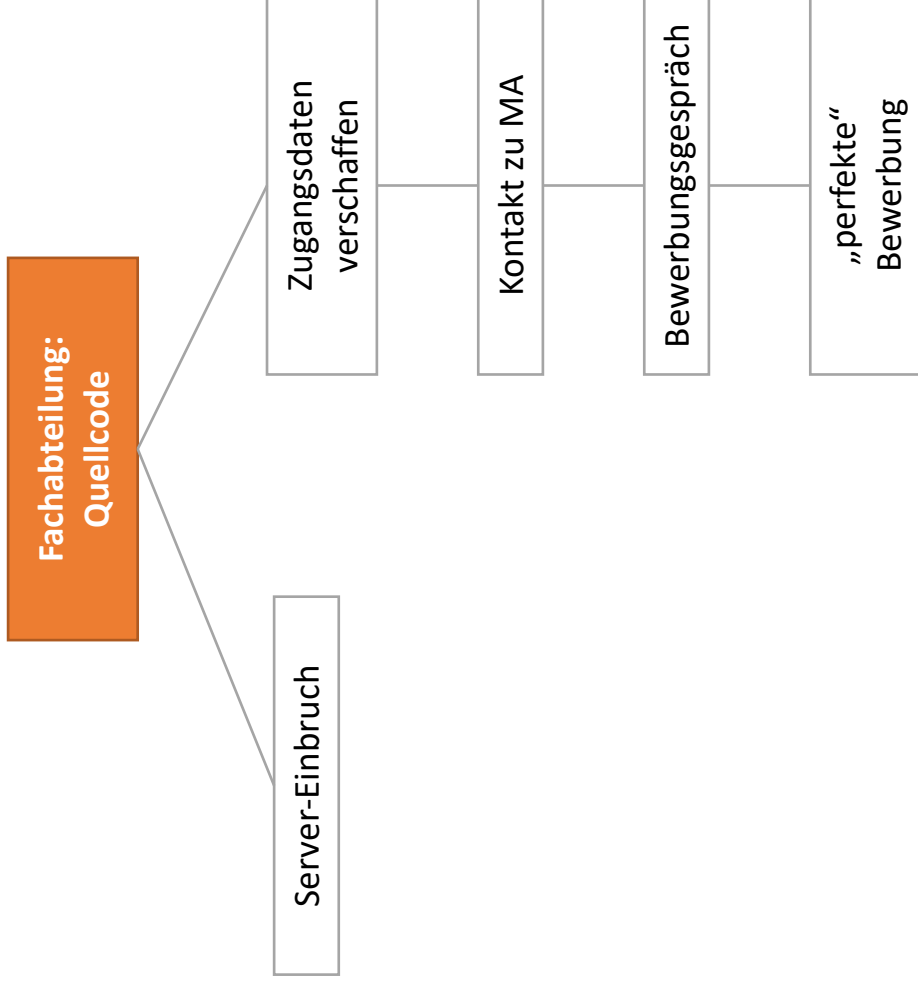 Fachabteilung:
Quellcode
Server-Einbruch
Zugangsdaten
verschaffen
Kontakt zu MA
Bewerbungsgespräch
„perfekte“
Bewerbung